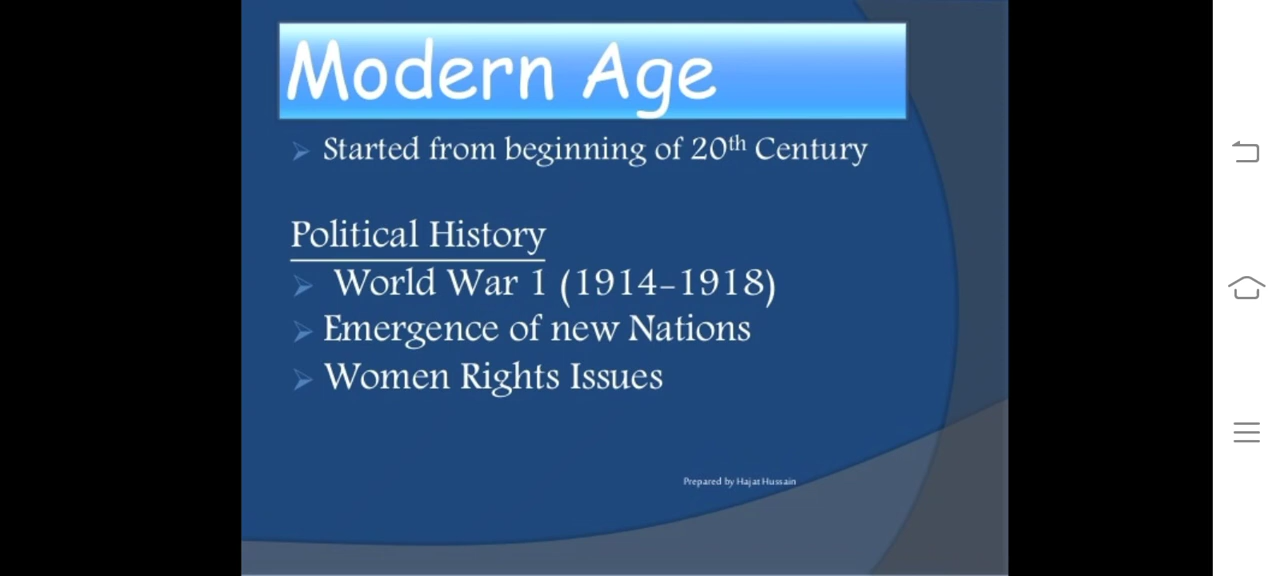 Modern Age
Started from beginning of 20th Century
Political History
World War 1 (1914-1918)
Emergence of new Nations
Women Rights Issues
Prepared by Hajat Hussain